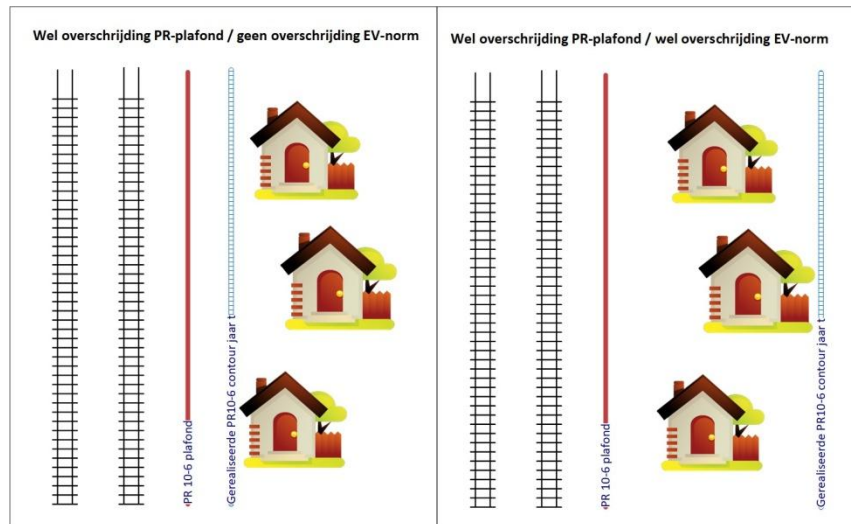 Wel overschrijding PR-plafond / geen overschrijding EV-norm
PR 10-6 plafond
Gerealiseerde PR10-6 contour jaar t
Wel overschrijding PR-plafond / wel overschrijding EV-norm
PR 10-6 plafond
Gerealiseerde PR10-6 contour jaar t